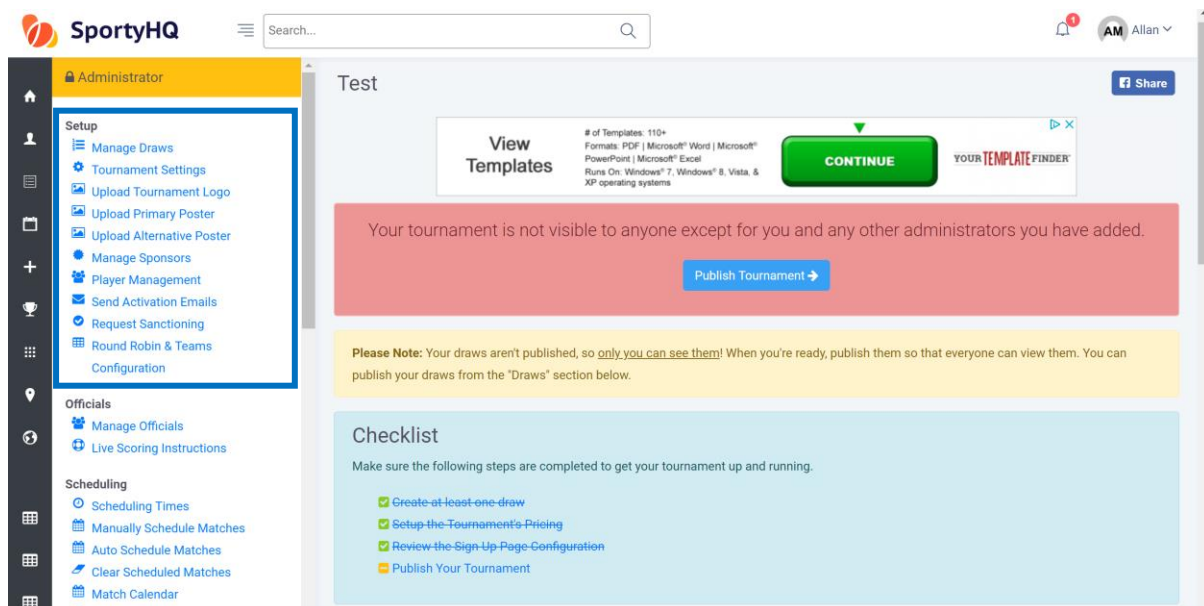 SportyHQ
Search...
1
AM Allan
Administrator
Setup
Manage Draws
Tournament Settings
Upload Tournament Logo
Upload Primary Poster
Upload Alternative Poster
Manage Sponsors
Player Management
Send Activation Emails
Request Sanctioning
Round Robin & Teams
Configuration
Officials
Manage Officials
Live Scoring Instructions
Scheduling
Scheduling Times
Manually Schedule Matches
Auto Schedule Matches
Clear Scheduled Matches
Match Calendar
Test
Share
View
Templates
# of Templates: 110+
Formats: PDF | Microsoft® Word | Microsoft®
PowerPoint | Microsoft® Excel
Runs On: Windows® 7, Windows® 8, Vista, &
XP operating systems
CONTINUE
YOUR TEMPLATE FINDER
Your tournament is not visible to anyone except for you and any other administrators you have added.
Publish Tournament
Please Note: Your draws aren't published, so only you can see them! When you're ready, publish them so that everyone can view them. You can
publish your draws from the "Draws" section below.
Checklist
Make sure the following steps are completed to get your tournament up and running.
Create at least one draw
Setup the Tournament's Pricing
Review the Sign Up Page Configuration
Publish Your Tournament